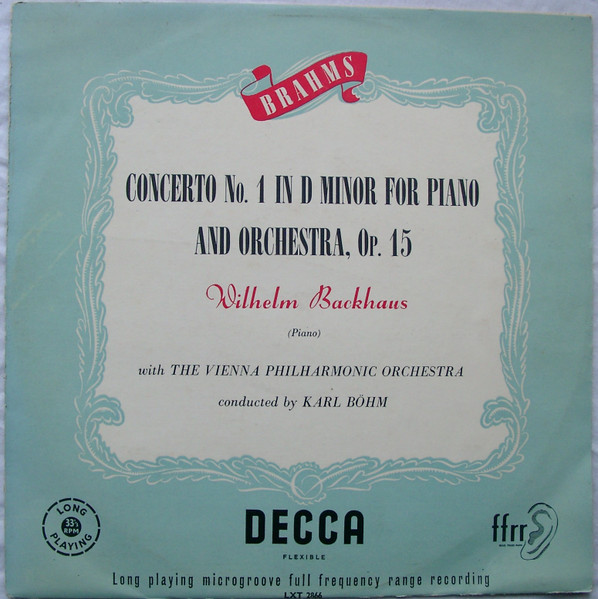 BRAHMS
CONCERTO No. 1 IN D MINOR FOR PIANO
AND ORCHESTRA, Op. 15
Wilhelm Backhaus
(Piano)
with THE VIENNA PHILHARMONIC ORCHESTRA
conducted by KARL BÖHM
LONG
33⅓
RPM
PLAYING
DECCA
FLEXIBLE
ffrr
Long playing microgroove full frequency range recording
LXT 2866